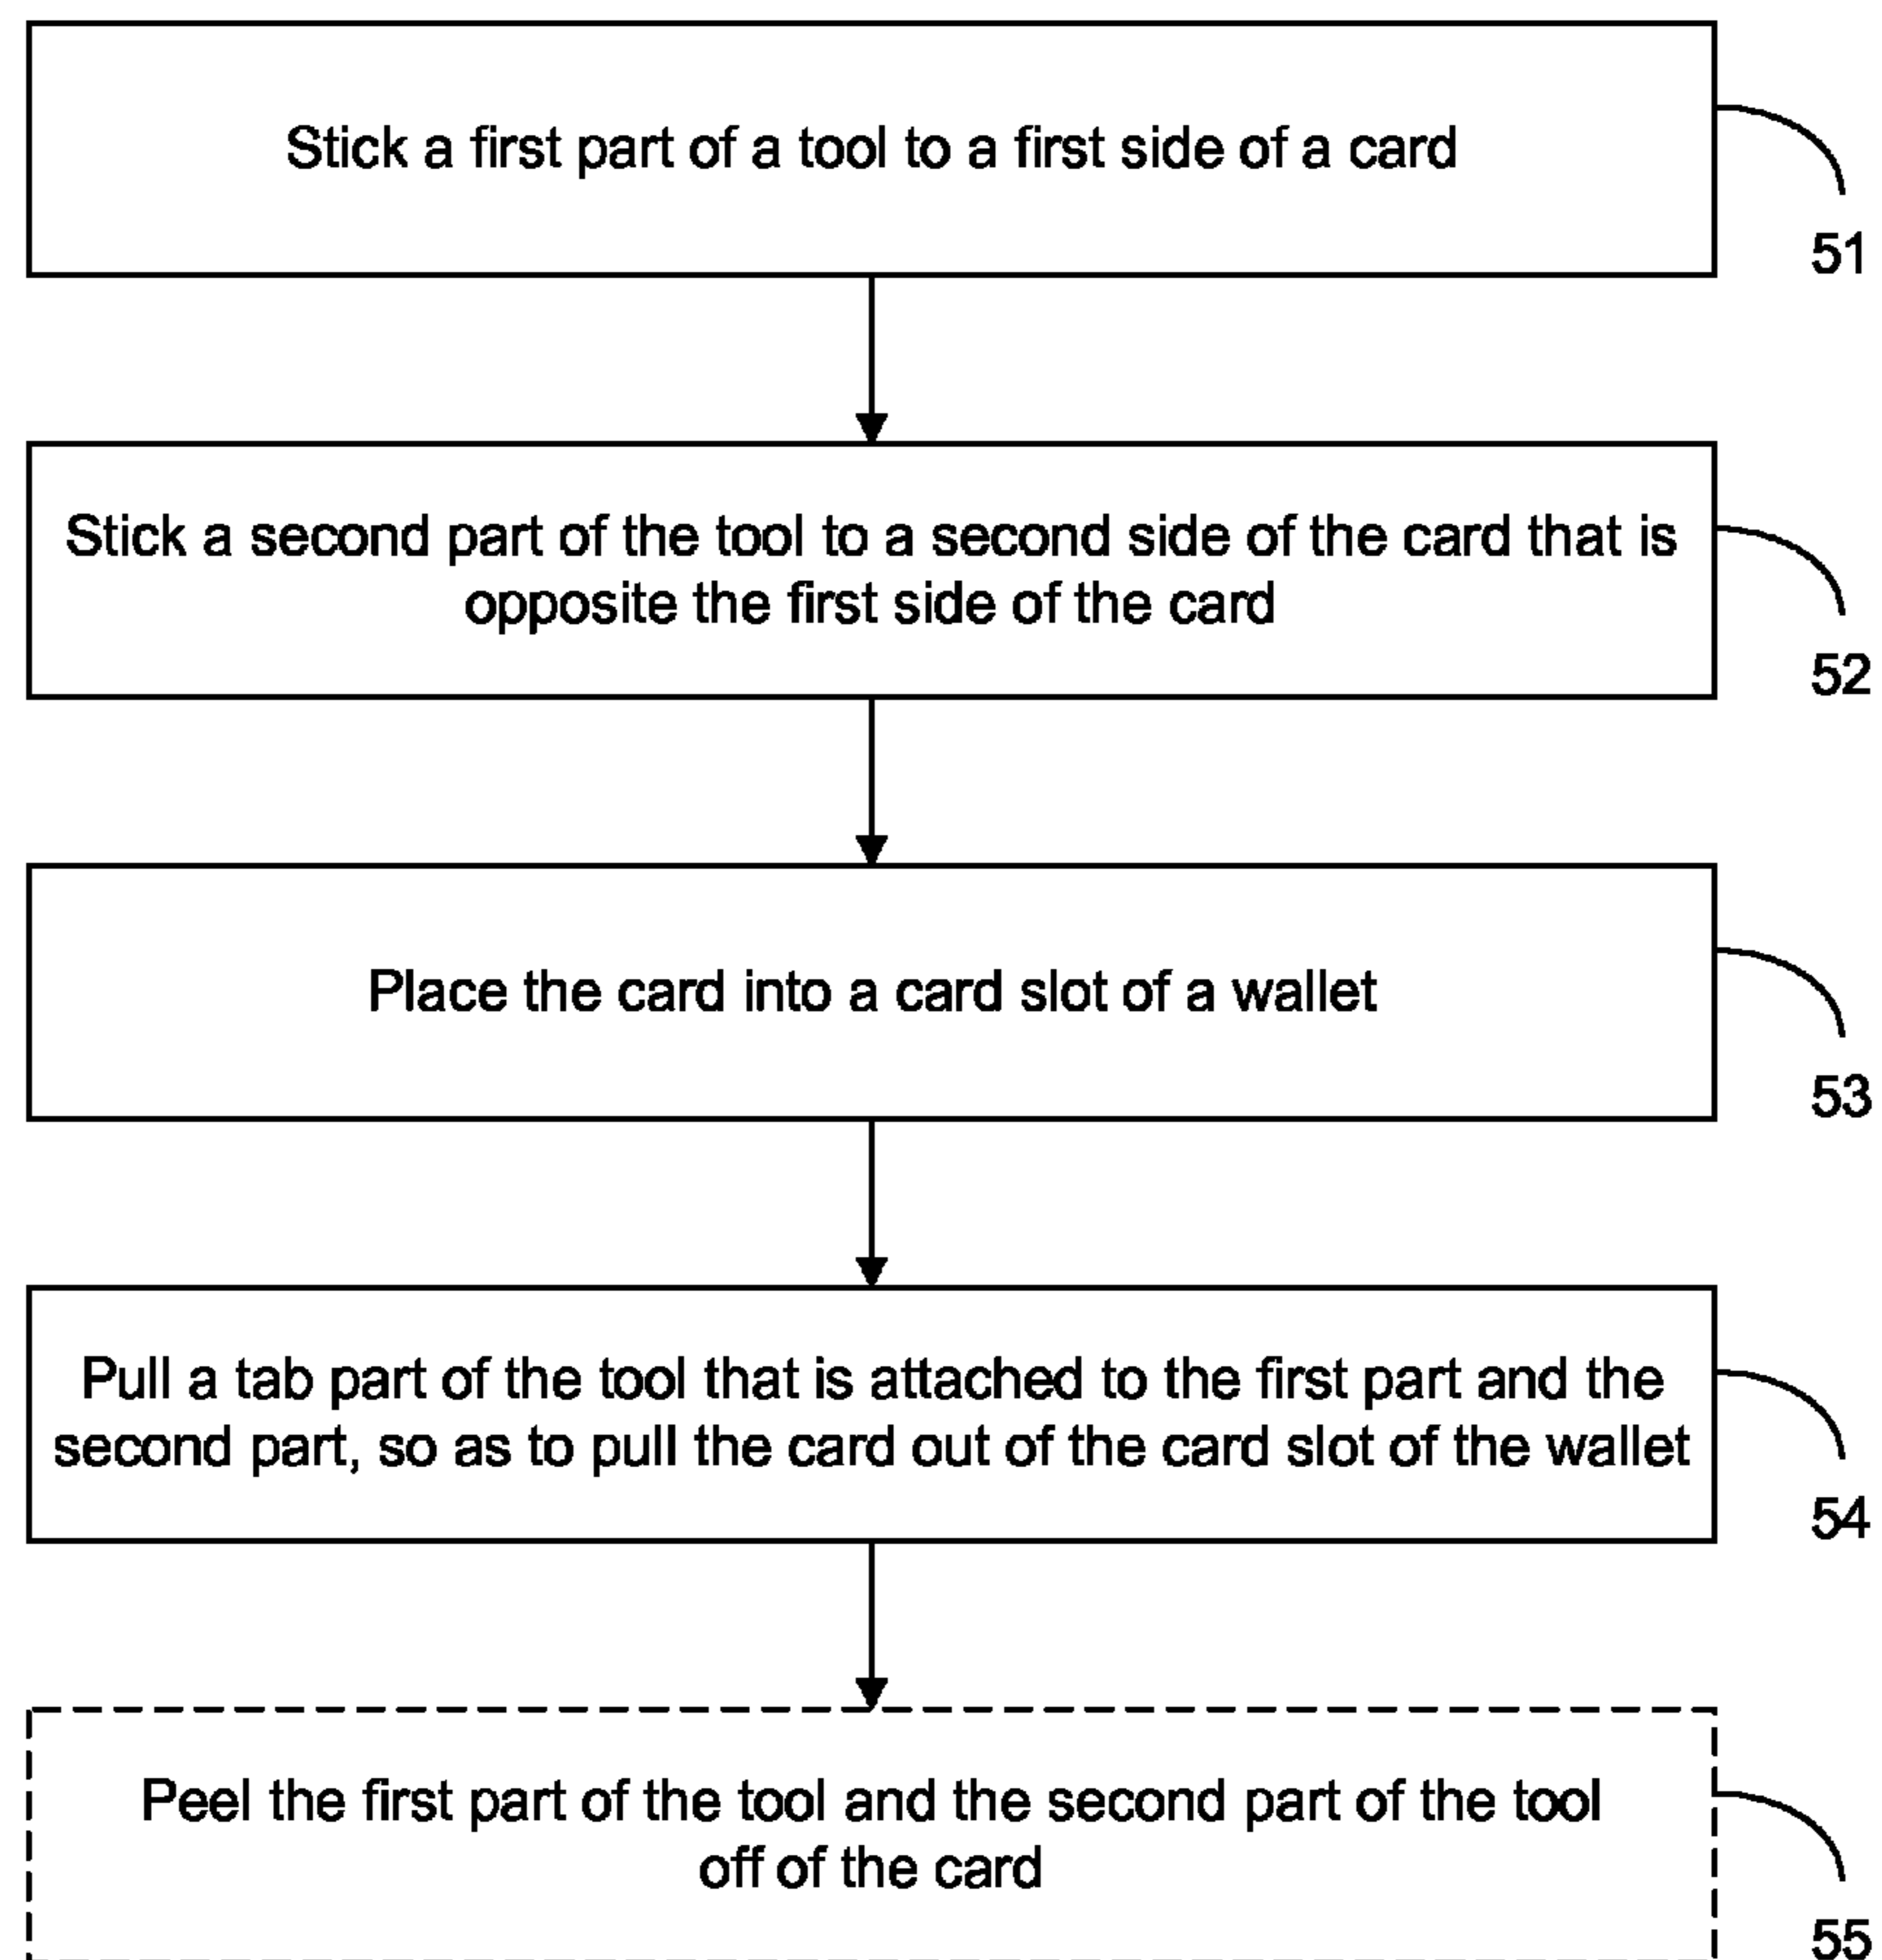 Stick a first part of a tool to a first side of a card
51
Stick a second part of the tool to a second side of the card that is
opposite the first side of the card
52
Place the card into a card slot of a wallet
53
Pull a tab part of the tool that is attached to the first part and the
second part, so as to pull the card out of the card slot of the wallet
54
Peel the first part of the tool and the second part of the tool
off of the card
55